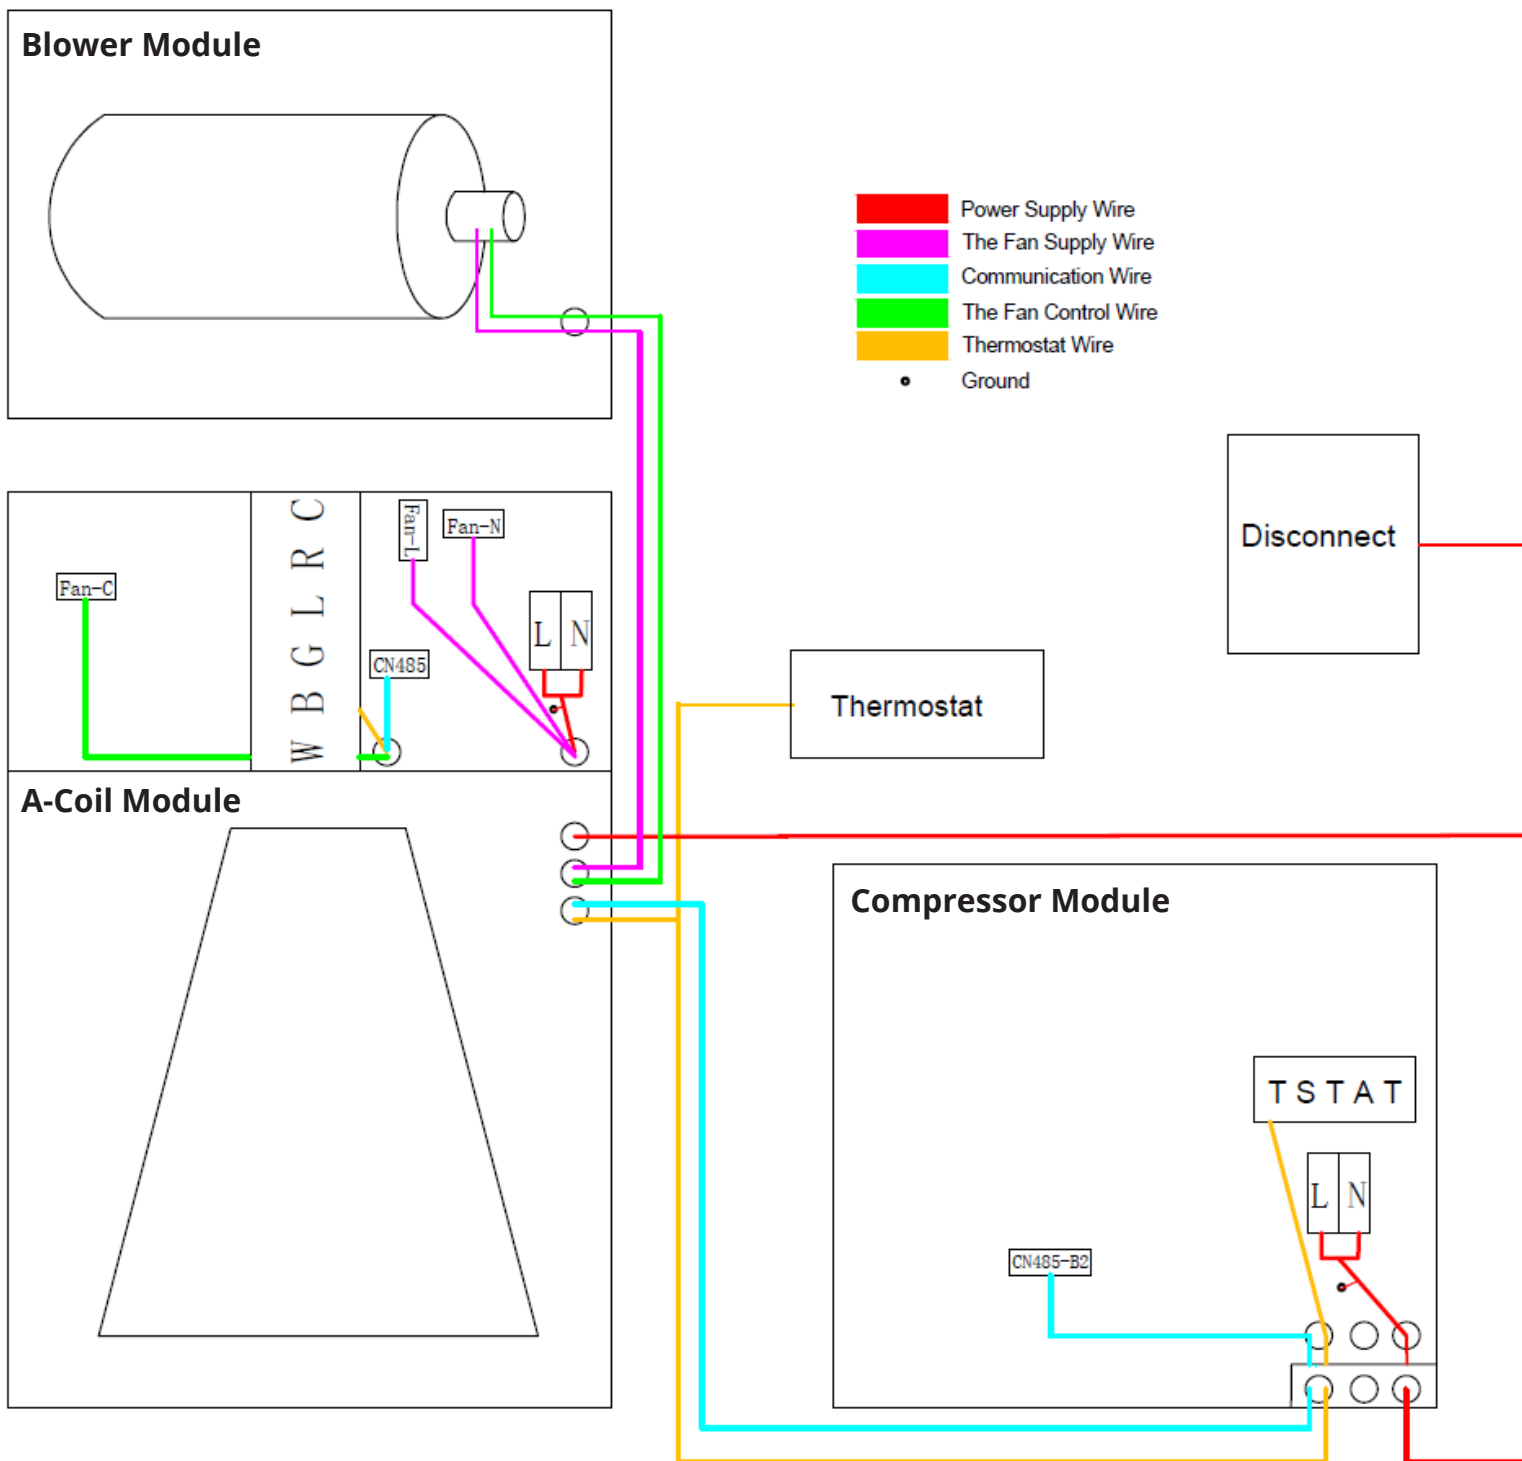 Blower Module
Power Supply Wire
The Fan Supply Wire
Communication Wire
The Fan Control Wire
Thermostat Wire
Ground
Disconnect
Fan-C
W B G L R C
Fan-L
Fan-N
L N
CN485
Thermostat
A-Coil Module
Compressor Module
TSTAT
L N
CN485-B2